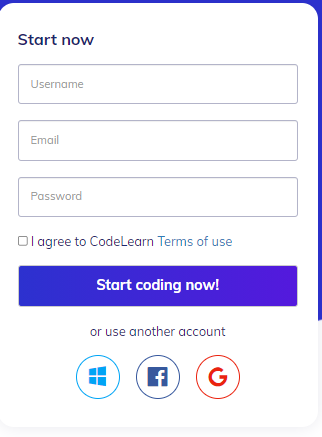 Start now
Username
Email
Password
I agree to CodeLearn Terms of use
Start coding now!
or use another account